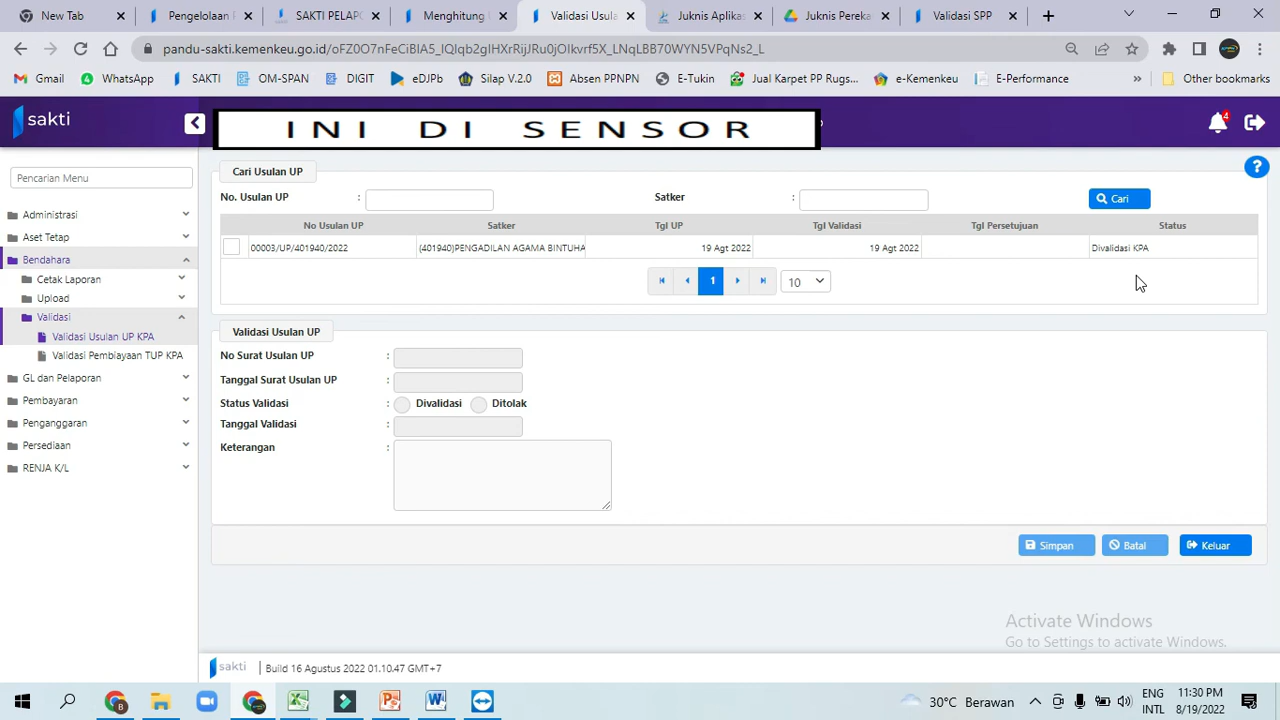 New Tab
Pengelolaan R
SAKTI PELAPO
Menghitung P
Validasi Usula
Juknis Aplikas
Juknis Perekat
Validasi SPP
pandu-sakti.kemenkeu.go.id/oFZ0O7nFeCiBlA5_IQIqb2gIHXrRijJRu0jOIkvrf5X_LNqLBB70WYN5VPqNs2_L
Gmail
WhatsApp
SAKTI
OM-SPAN
DIGIT
eDJPb
Silap V.2.0
Absen PPNPN
E-Tukin
Jual Karpet PP Rugs...
e-Kemenkeu
E-Performance
»
Other bookmarks
sakti
INI DI SENSOR
4
Pencarian Menu
Administrasi
Aset Tetap
Bendahara
Cetak Laporan
Upload
Validasi
Validasi Usulan UP KPA
Validasi Pembiayaan TUP KPA
GL dan Pelaporan
Pembayaran
Penganggaran
Persediaan
RENJA K/L
Cari Usulan UP
?
No. Usulan UP :
Satker :
Cari
No Usulan UP Satker Tgl UP Tgl Validasi Tgl Persetujuan Status
00003/UP/401940/2022 (401940)PENGADILAN AGAMA BINTUHA 19 Agt 2022 19 Agt 2022 Divalidasi KPA
1
10
Validasi Usulan UP
No Surat Usulan UP :
Tanggal Surat Usulan UP :
Status Validasi : Divalidasi Ditolak
Tanggal Validasi :
Keterangan :
Simpan
Batal
Keluar
Activate Windows
Go to Settings to activate Windows.
sakti
Build 16 Agustus 2022 01.10.47 GMT+7
30°C Berawan
ENG
INTL
11:30 PM
8/19/2022